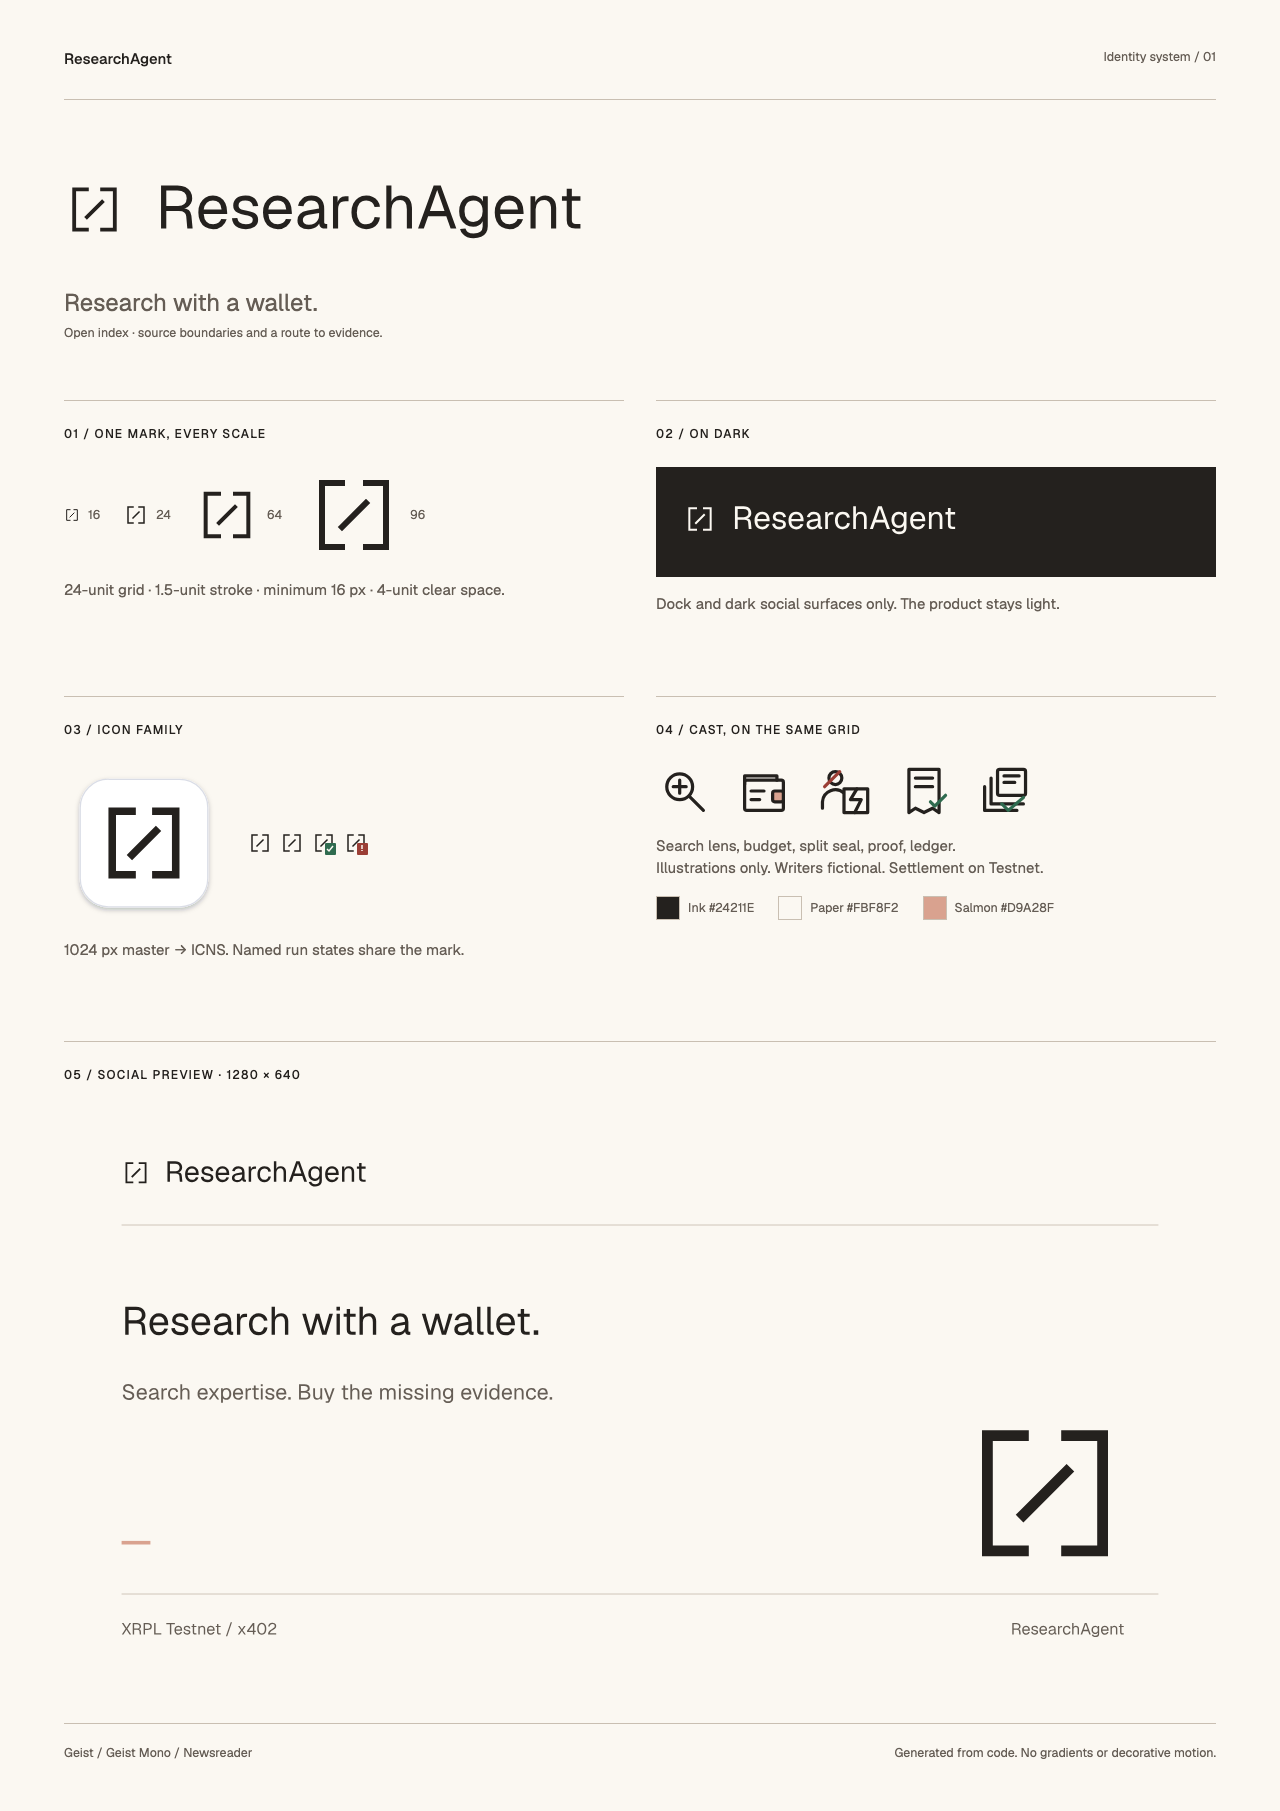 ResearchAgent
Identity system / 01
ResearchAgent
Research with a wallet.
Open index · source boundaries and a route to evidence.
01 / ONE MARK, EVERY SCALE
16
24
64
96
24-unit grid · 1.5-unit stroke · minimum 16 px · 4-unit clear space.
02 / ON DARK
ResearchAgent
Dock and dark social surfaces only. The product stays light.
03 / ICON FAMILY
1024 px master → ICNS. Named run states share the mark.
04 / CAST, ON THE SAME GRID
Search lens, budget, split seal, proof, ledger.
Illustrations only. Writers fictional. Settlement on Testnet.
Ink #24211E
Paper #FBF8F2
Salmon #D9A28F
05 / SOCIAL PREVIEW · 1280 × 640
ResearchAgent
Research with a wallet.
Search expertise. Buy the missing evidence.
XRPL Testnet / x402
ResearchAgent
Geist / Geist Mono / Newsreader
Generated from code. No gradients or decorative motion.